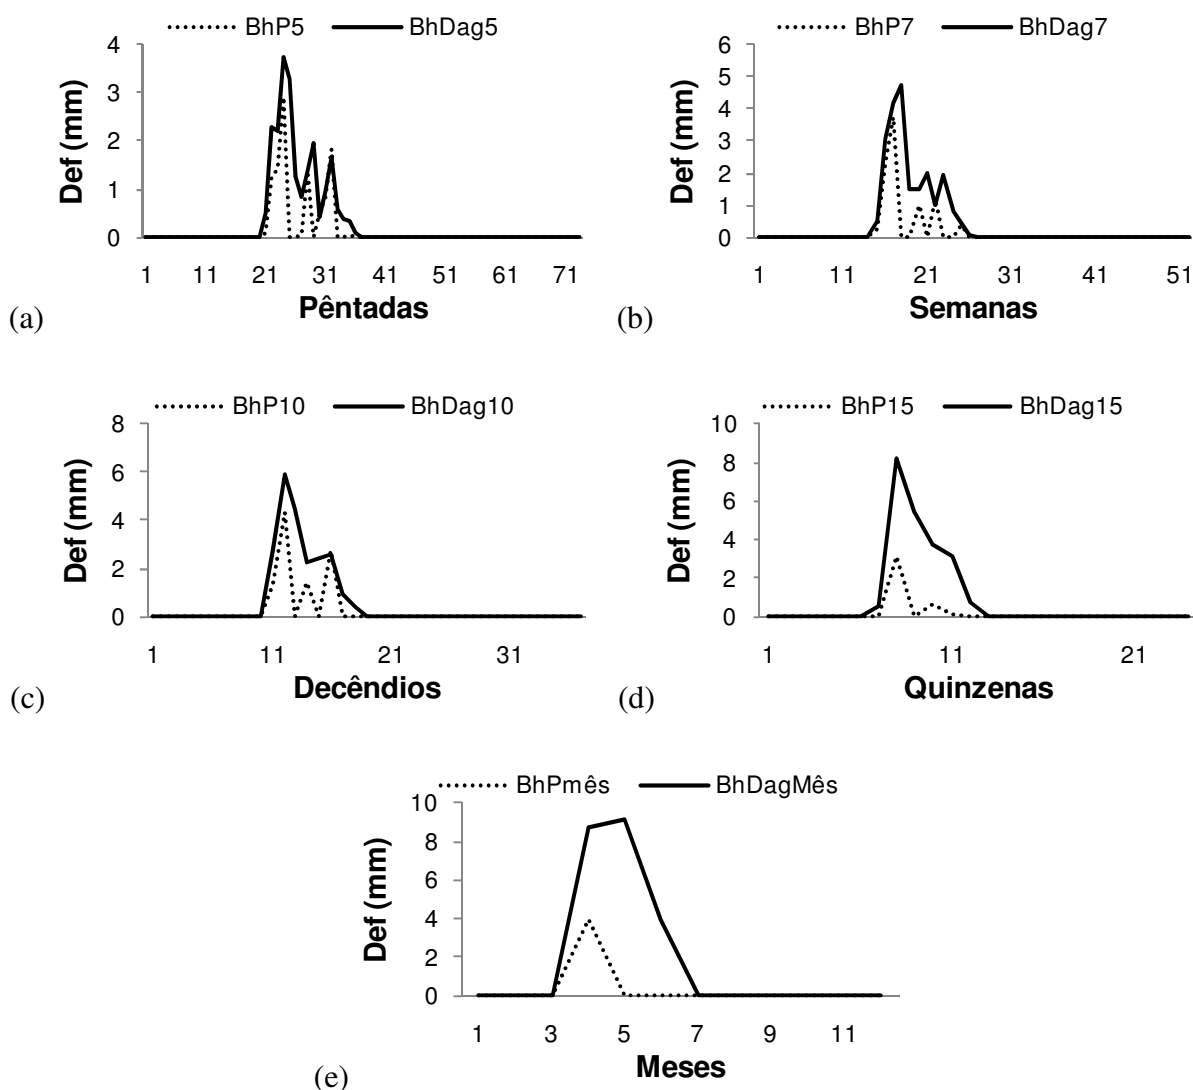 BhP5 BhDag5
Def (mm)
4
3
2
1
0
1 11 21 31 41 51 61 71
Pêntadas
(a)
BhP7 BhDag7
Def (mm)
6
5
4
3
2
1
0
1 11 21 31 41 51
Semanas
(b)
BhP10 BhDag10
Def (mm)
8
6
4
2
0
1 11 21 31
Decêndios
(c)
BhP15 BhDag15
Def (mm)
10
8
6
4
2
0
1 11 21
Quinzenas
(d)
BhPmês BhDagMês
Def (mm)
10
8
6
4
2
0
1 3 5 7 9 11
Meses
(e)